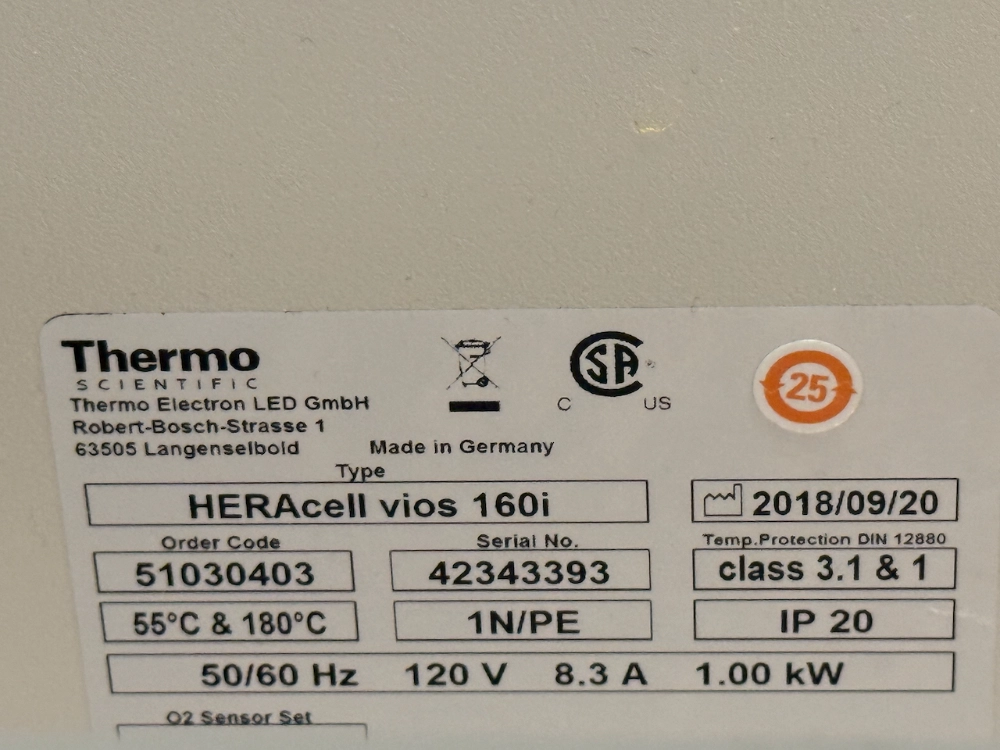 Thermo
SCIENTIFIC
Thermo Electron LED GmbH
Robert-Bosch-Strasse 1
63505 Langenselbold
Made in Germany
C SA US
25
Type
HERAcell vios 160i
2018/09/20
Order Code
Serial No.
Temp.Protection DIN 12880
51030403
42343393
class 3.1 & 1
55°C & 180°C
1N/PE
IP 20
50/60 Hz 120 V 8.3 A 1.00 kW
O2 Sensor Set